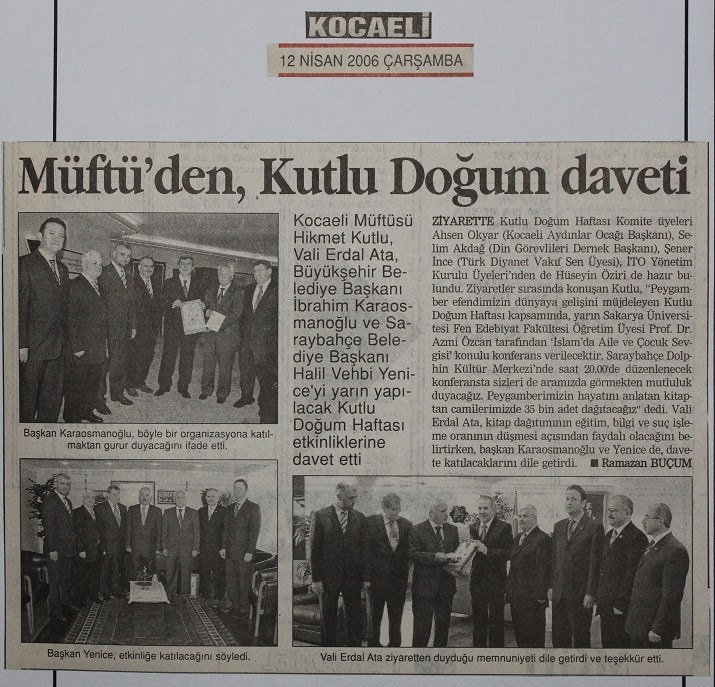 KOCAELİ
12 NİSAN 2006 ÇARŞAMBA
Müftü'den, Kutlu Doğum daveti
Başkan Karaosmanoğlu, böyle bir organizasyona katıl-
maktan gurur duyacağını ifade etti.
Başkan Yenice, etkinliğe katılacağını söyledi.
Kocaeli Müftüsü
Hikmet Kutlu,
Vali Erdal Ata,
Büyükşehir Be-
lediye Başkanı
İbrahim Karaos-
manoğlu ve Sa-
raybahçe Bele-
diye Başkanı
Halil Vehbi Yeni-
ce'yi yarın yapı-
lacak Kutlu
Doğum Haftası
etkinliklerine
davet etti
ZİYARETTE Kutlu Doğum Haftası Komite üyeleri
Ahsen Okyar (Kocaeli Aydınlar Ocağı Başkanı), Se-
lim Akdağ (Din Görevlileri Dernek Başkanı), Şener
İnce (Türk Diyanet Vakıf Sen Üyesi), İTO Yönetim
Kurulu Üyeleri'nden de Hüseyin Öziri de hazır bu-
lundu. Ziyaretler sırasında konuşan Kutlu, "Peygam-
ber efendimizin dünyaya gelişini müjdeleyen Kutlu
Doğum Haftası kapsamında, yarın Sakarya Üniversi-
tesi Fen Edebiyat Fakültesi Öğretim Üyesi Prof. Dr.
Azmi Özcan tarafından 'İslam'da Aile ve Çocuk Sev-
gisi' konulu konferans verilecektir. Saraybahçe Dolp-
hin Kültür Merkezi'nde saat 20.00'de düzenlenecek
konferansta sizleri de aramızda görmekten mutluluk
duyacağız. Peygamberimizin hayatını anlatan kitap-
tan camilerimizde 35 bin adet dağıtacağız" dedi. Vali
Erdal Ata, kitap dağıtımının eğitim, bilgi ve suç işle-
me oranının düşmesi açısından faydalı olacağını be-
lirtirken, başkan Karaosmanoğlu ve Yenice de, dave-
te katılacaklarını dile getirdi. ■ Ramazan BUÇUM
Vali Erdal Ata ziyaretten duyduğu memnuniyeti dile getirdi ve teşekkür etti.